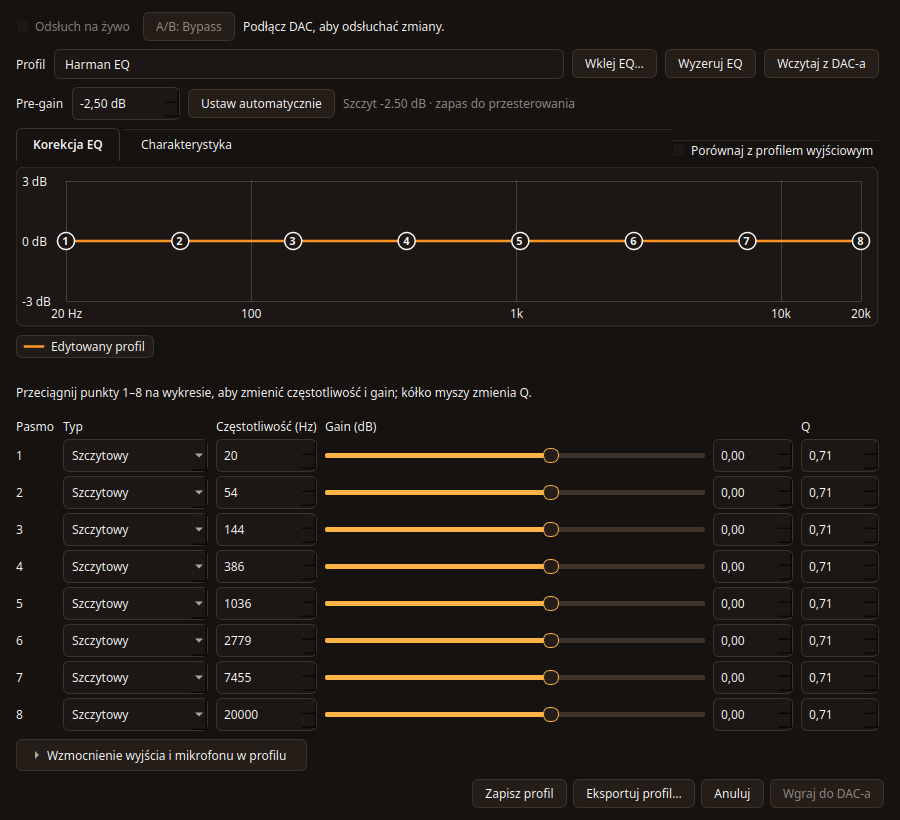 Odsłuch na żywo A/B: Bypass Podłącz DAC, aby odsłuchać zmiany.
Profil Harman EQ Wklej EQ... Wyzeruj EQ Wczytaj z DAC-a
Pre-gain -2,50 dB Ustaw automatycznie Szczyt -2.50 dB · zapas do przesterowania
Korekcja EQ Charakterystyka Porównaj z profilem wyjściowym
3 dB
0 dB 1 2 3 4 5 6 7 8
-3 dB
20 Hz 100 1k 10k 20k
Edytowany profil
Przeciągnij punkty 1–8 na wykresie, aby zmienić częstotliwość i gain; kółko myszy zmienia Q.
Pasmo Typ Częstotliwość (Hz) Gain (dB) Q
1 Szczytowy 20 0,00 0,71
2 Szczytowy 54 0,00 0,71
3 Szczytowy 144 0,00 0,71
4 Szczytowy 386 0,00 0,71
5 Szczytowy 1036 0,00 0,71
6 Szczytowy 2779 0,00 0,71
7 Szczytowy 7455 0,00 0,71
8 Szczytowy 20000 0,00 0,71
Wzmocnienie wyjścia i mikrofonu w profilu
Zapisz profil Eksportuj profil... Anuluj Wgraj do DAC-a